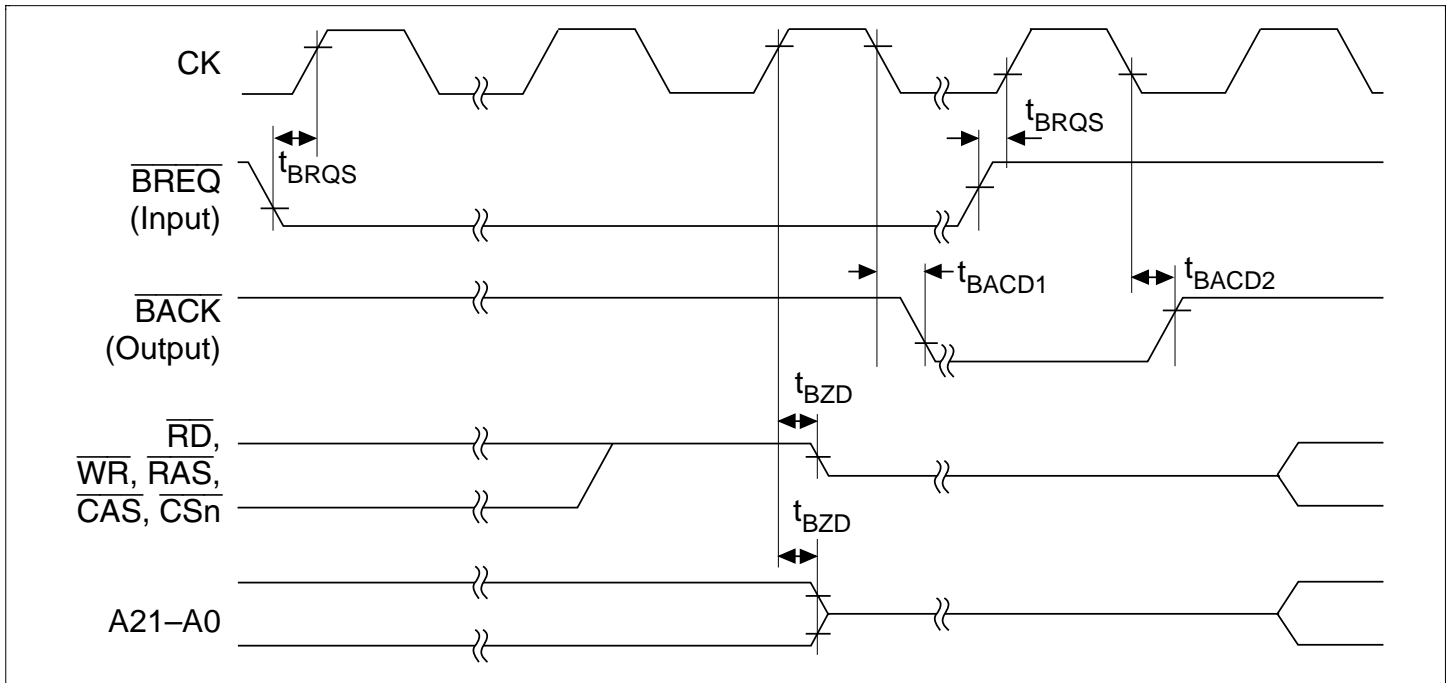 CK
tBRQS
tBRQS
BREQ
(Input)
tBACD1
tBACD2
BACK
(Output)
tBZD
RD,
WR, RAS,
CAS, CSn
tBZD
A21–A0